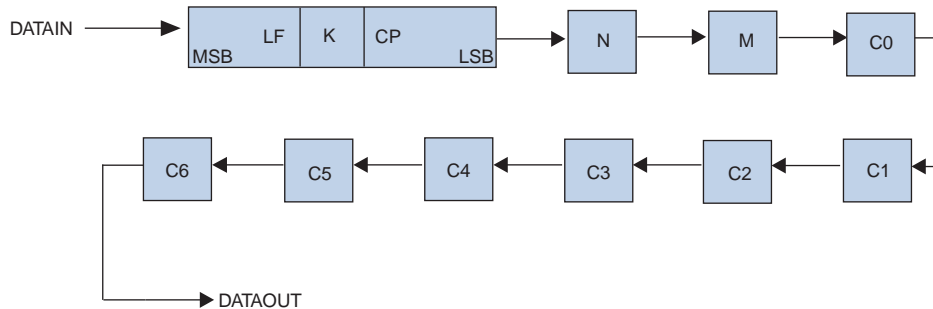 DATAIN
LF K CP
MSB LSB
N
M
C0
C6
C5
C4
C3
C2
C1
DATAOUT